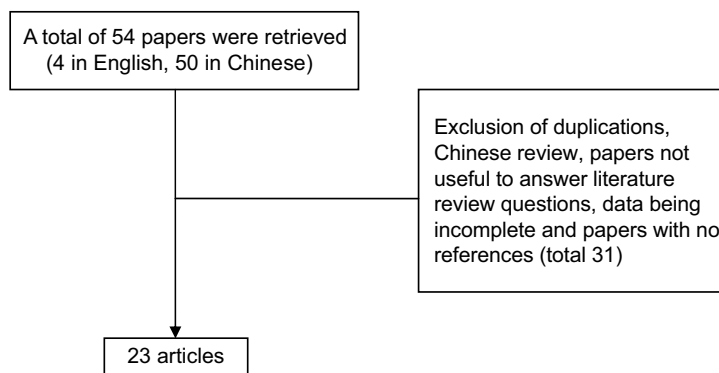 A total of 54 papers were retrieved
(4 in English, 50 in Chinese)
Exclusion of duplications,
Chinese review, papers not
useful to answer literature
review questions, data being
incomplete and papers with no
references (total 31)
23 articles